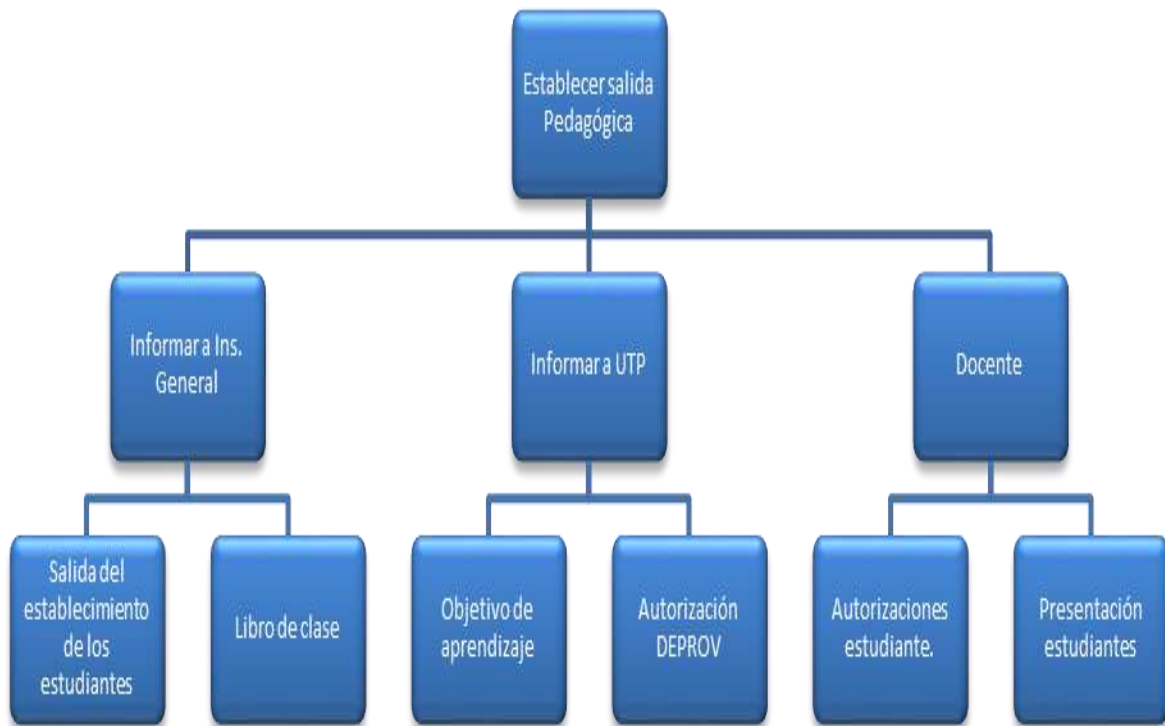 Establecer salida
Pedagógica
Informar a Ins.
General
Informar a UTP
Docente
Salida del
establecimiento
de los
estudiantes
Libro de clase
Objetivo de
aprendizaje
Autorización
DEPROV
Autorizaciones
estudiante.
Presentación
estudiantes